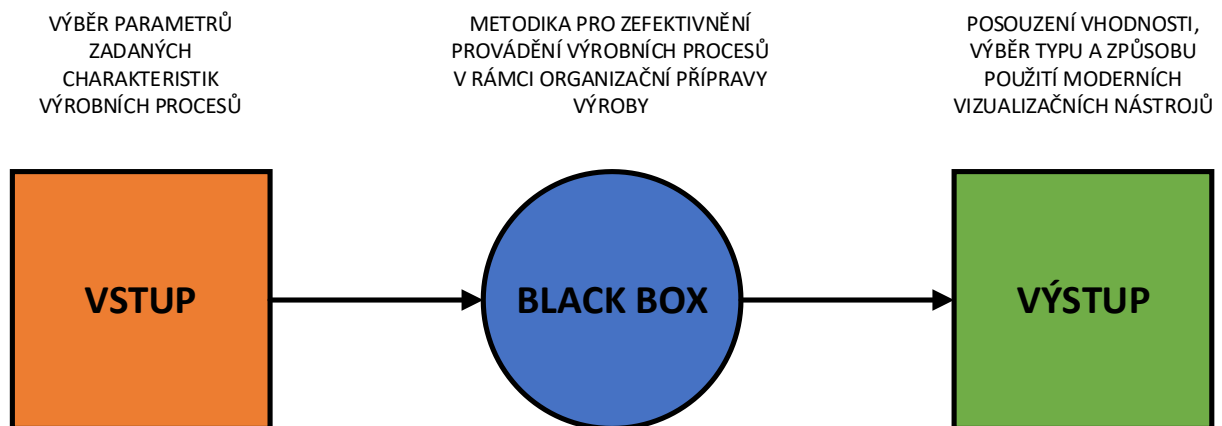 VÝBĚR PARAMETRŮ
ZADANÝCH
CHARAKTERISTIK
VÝROBNÍCH PROCESŮ
METODIKA PRO ZEFEKTIVNĚNÍ
PROVÁDĚNÍ VÝROBNÍCH PROCESŮ
V RÁMCI ORGANIZAČNÍ PŘÍPRAVY
VÝROBY
POSOUZENÍ VHODNOSTI,
VÝBĚR TYPU A ZPŮSOBU
POUŽITÍ MODERNÍCH
VIZUALIZAČNÍCH NÁSTROJŮ
VSTUP
BLACK BOX
VÝSTUP